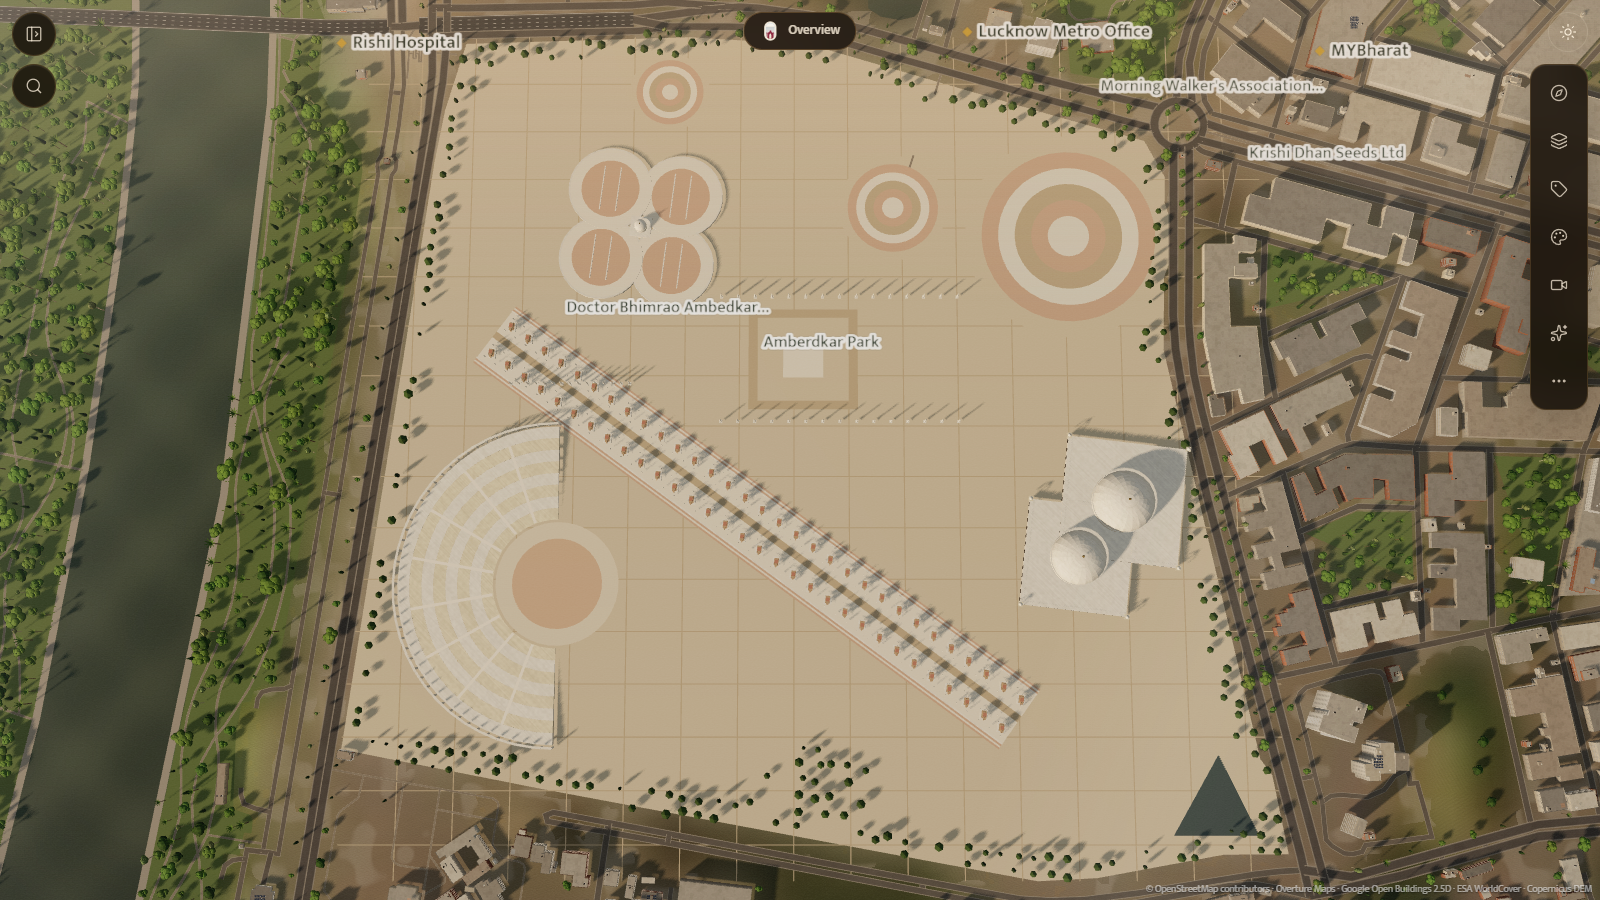 Overview
Rishi Hospital
Lucknow Metro Office
MYBharat
Morning Walker's Association...
Krishi Dhan Seeds Ltd
Doctor Bhimrao Ambedkar...
Amberdkar Park
© OpenStreetMap contributors · Overture Maps · Google Open Buildings 2.5D · ESA WorldCover · Copernicus DEM